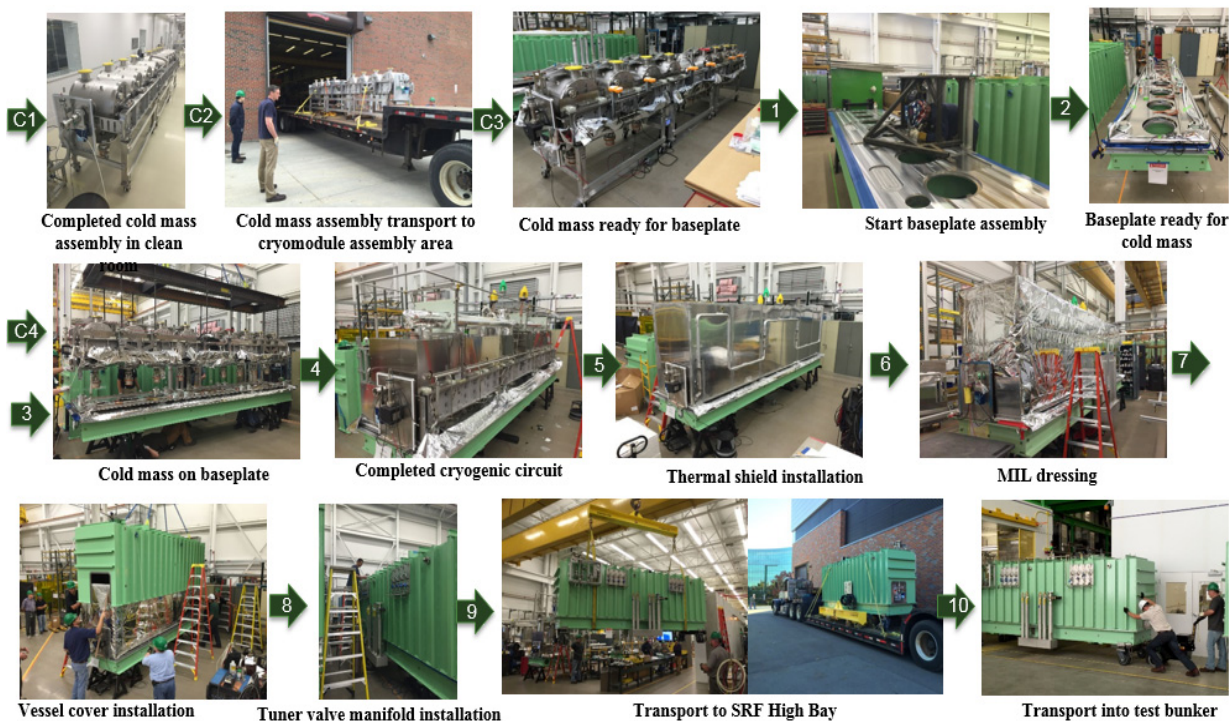 C1
C2
C3
1
2
Completed cold mass
assembly in clean
room
Cold mass assembly transport to
cryomodule assembly area
Cold mass ready for baseplate
Start baseplate assembly
Baseplate ready for
cold mass
C4
3
4
5
6
7
Cold mass on baseplate
Completed cryogenic circuit
Thermal shield installation
MIL dressing
8
9
10
Vessel cover installation
Tuner valve manifold installation
Transport to SRF High Bay
Transport into test bunker